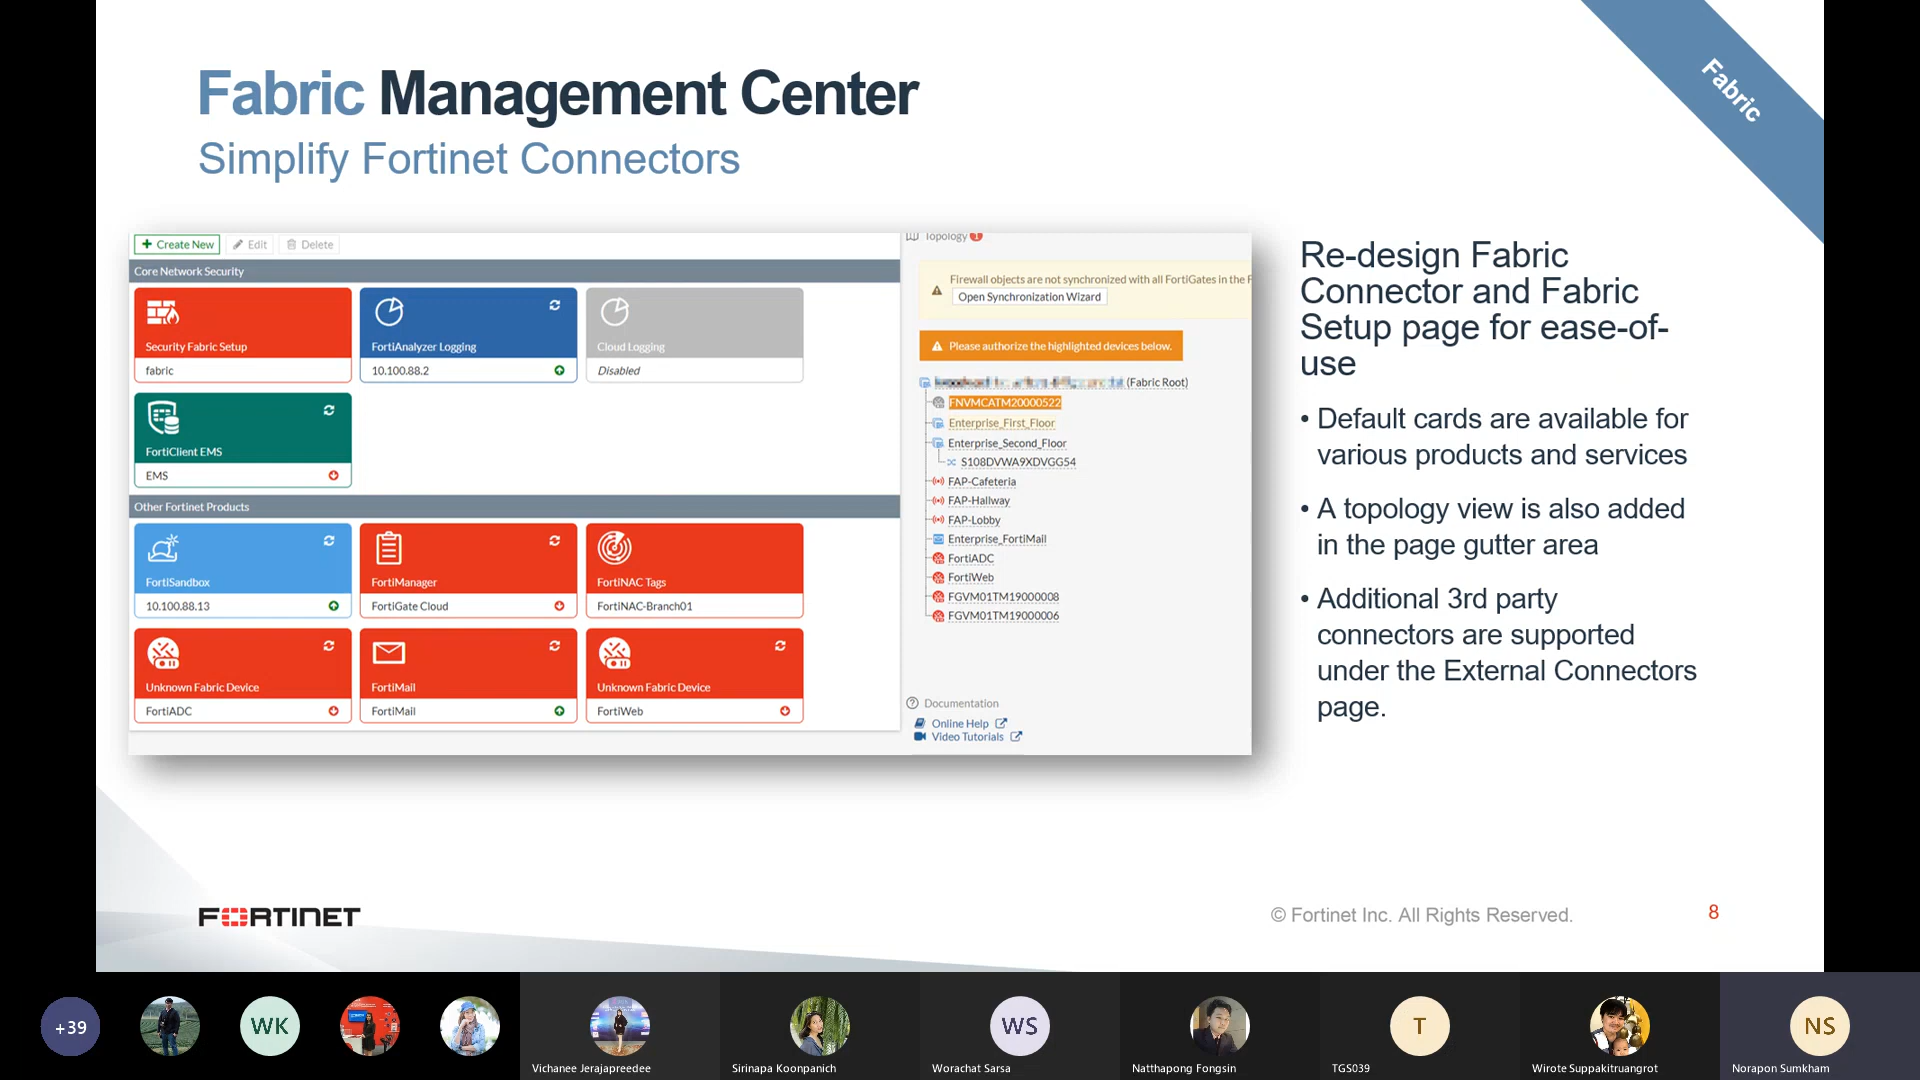 Fabric Management Center
Simplify Fortinet Connectors
Fabric
Create New Edit Delete
Core Network Security
Security Fabric Setup
fabric
FortiAnalyzer Logging
10.100.88.2
Cloud Logging
Disabled
FortiClient EMS
EMS
Other Fortinet Products
FortiSandbox
10.100.88.13
FortiManager
FortiGate Cloud
FortiNAC Tags
FortiNAC-Branch01
Unknown Fabric Device
FortiADC
FortiMail
FortiMail
Unknown Fabric Device
FortiWeb
Topology 1
Firewall objects are not synchronized with all FortiGates in the F
Open Synchronization Wizard
Please authorize the highlighted devices below.
(Fabric Root)
FNVMCATM20000522
Enterprise_First_Floor
Enterprise_Second_Floor
S108DVWA9XDVGG54
FAP-Cafeteria
FAP-Hallway
FAP-Lobby
Enterprise_FortiMail
FortiADC
FortiWeb
FGVM01TM19000008
FGVM01TM19000006
Documentation
Online Help
Video Tutorials
Re-design Fabric
Connector and Fabric
Setup page for ease-of-
use
• Default cards are available for
various products and services
• A topology view is also added
in the page gutter area
• Additional 3rd party
connectors are supported
under the External Connectors
page.
FORTINET
© Fortinet Inc. All Rights Reserved.
8
+39
WK
Vichanee Jerajapreedee
Sirinapa Koonpanich
WS
Worachat Sarsa
Natthapong Fongsin
T
TGS039
Wirote Suppakitruangrot
NS
Norapon Sumkham